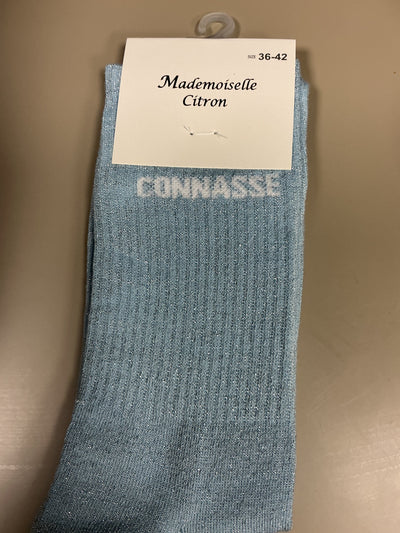 SIZE 36-42
Mademoiselle
Citron
CONNASSE